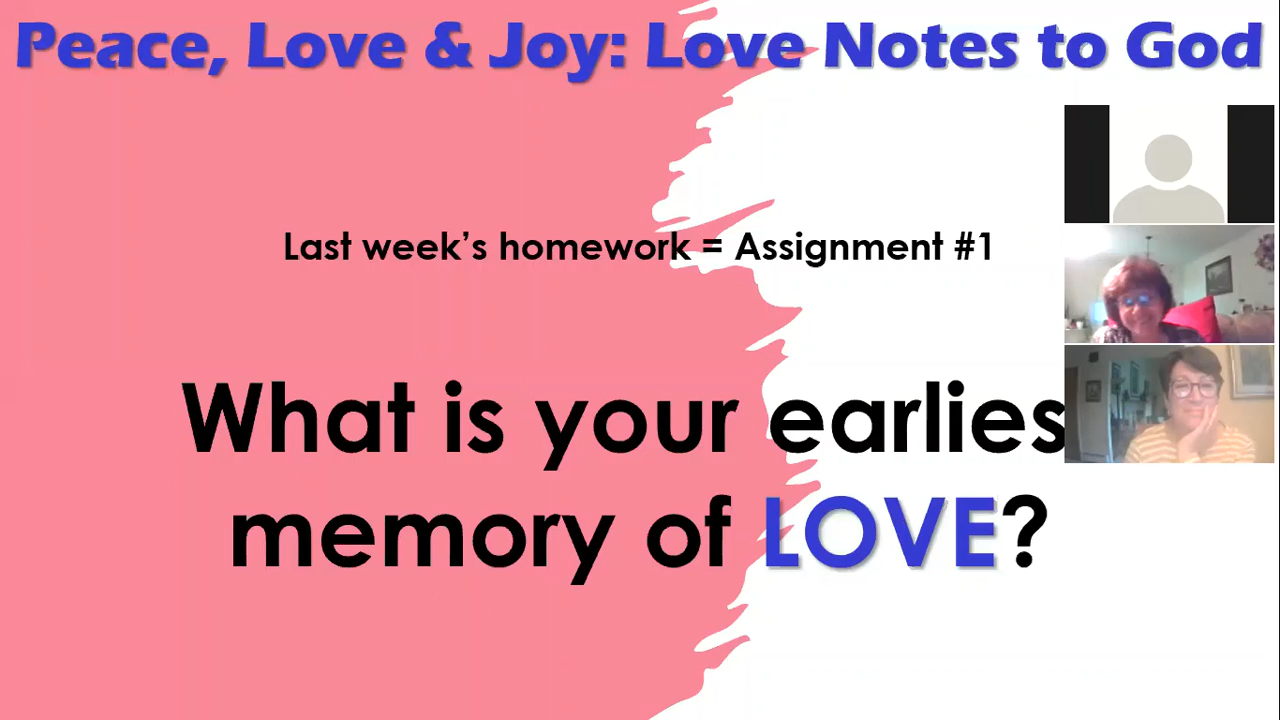 Peace, Love & Joy: Love Notes to God
Last week's homework = Assignment #1
What is your earlies
memory of LOVE?